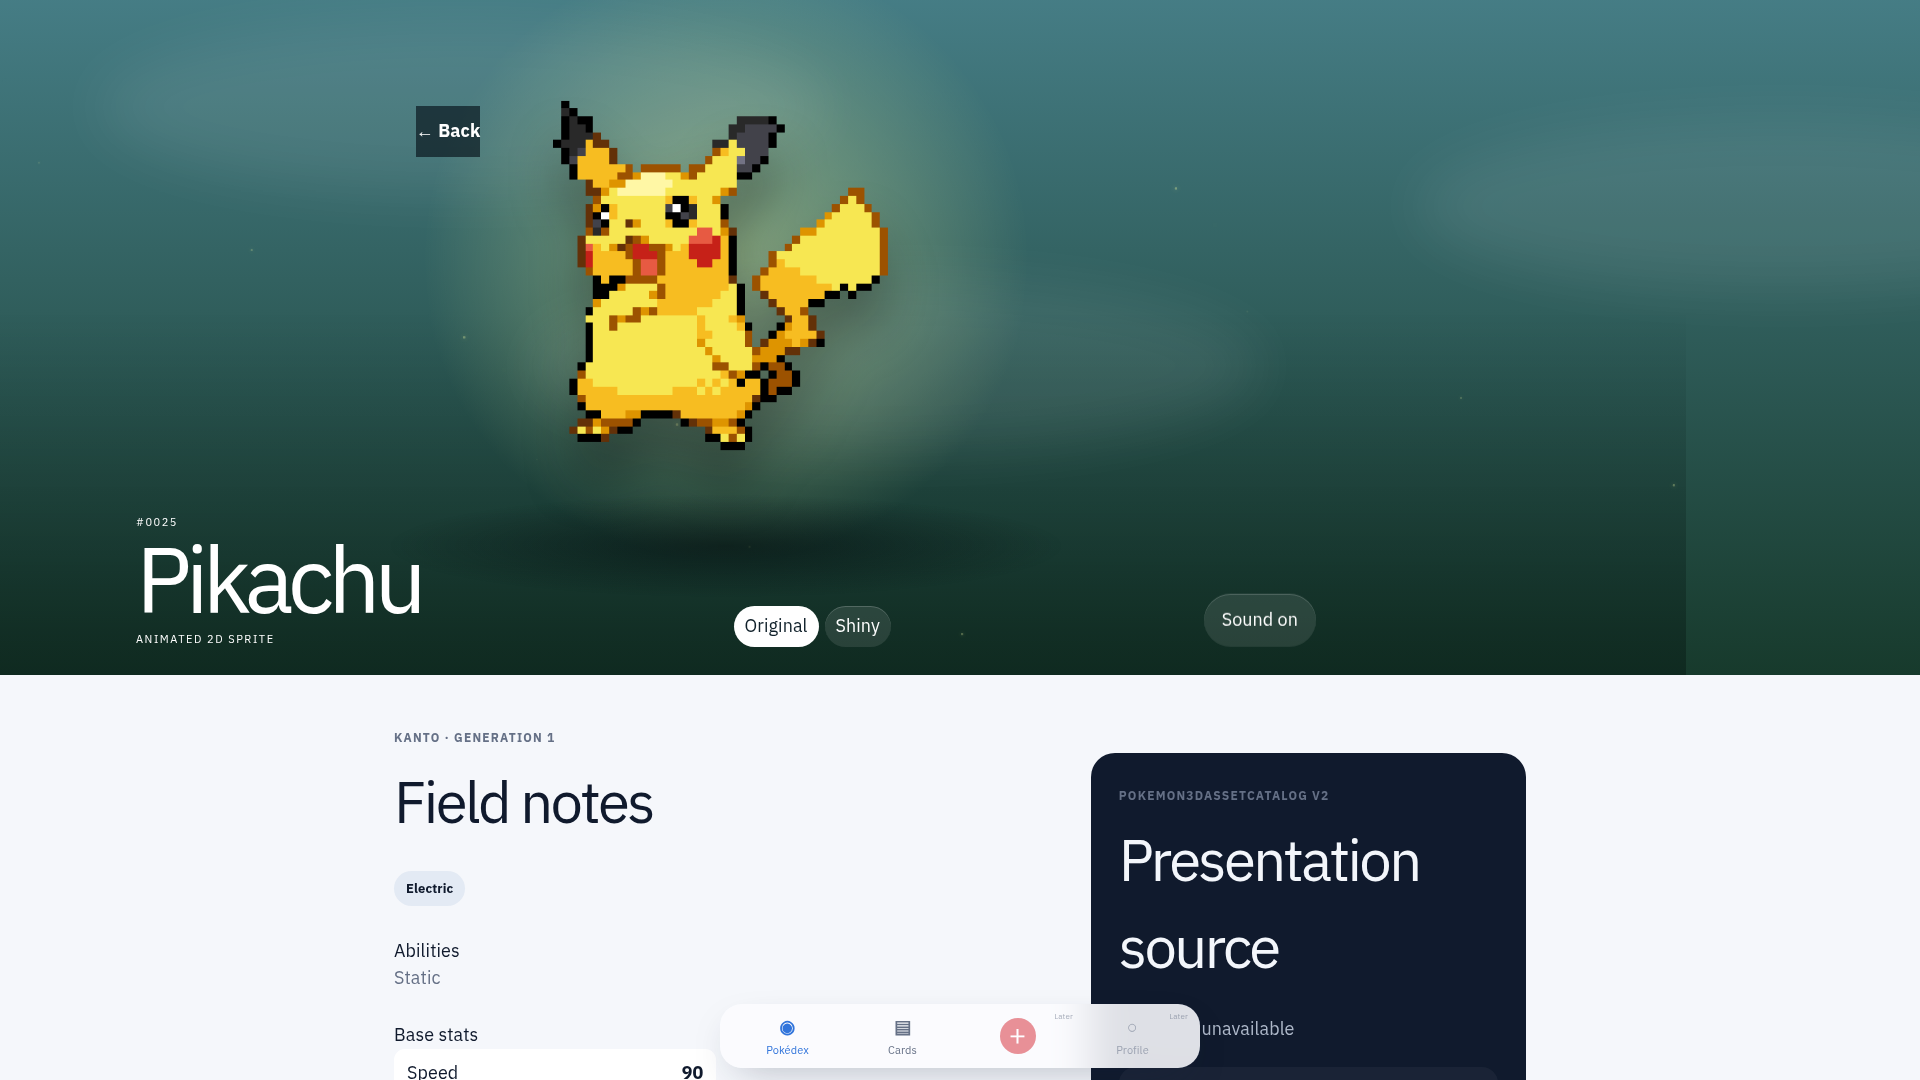 ← Back
#0025
Pikachu
ANIMATED 2D SPRITE
Original
Shiny
Sound on
KANTO · GENERATION 1
Field notes
Electric
Abilities
Static
Base stats
Speed
90
POKEMON3DASSETCATALOG V2
Presentation
source
unavailable
Pokédex
Cards
+
Later
Profile
Later